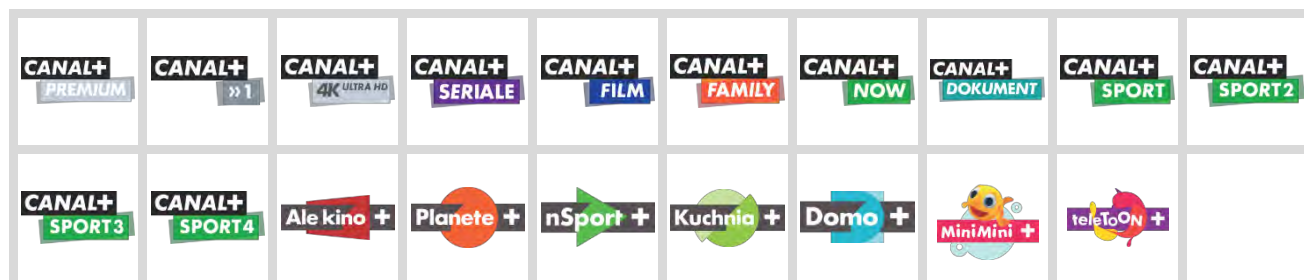 CANAL+
PREMIUM
CANAL+
»1
CANAL+
4K ULTRA HD
CANAL+
SERIALE
CANAL+
FILM
CANAL+
FAMILY
CANAL+
NOW
CANAL+
DOKUMENT
CANAL+
SPORT
CANAL+
SPORT2
CANAL+
SPORT3
CANAL+
SPORT4
Ale kino +
Planete +
nSport +
Kuchnia +
Domo +
MiniMini +
teleToON +